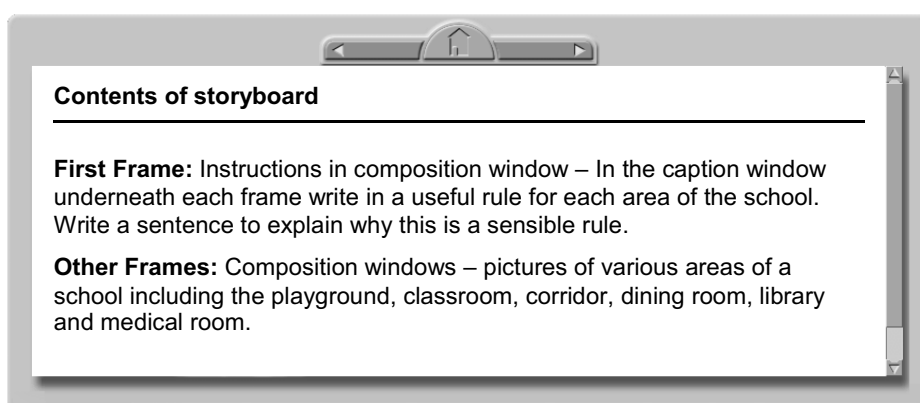 Contents of storyboard
First Frame: Instructions in composition window – In the caption window
underneath each frame write in a useful rule for each area of the school.
Write a sentence to explain why this is a sensible rule.
Other Frames: Composition windows – pictures of various areas of a
school including the playground, classroom, corridor, dining room, library
and medical room.